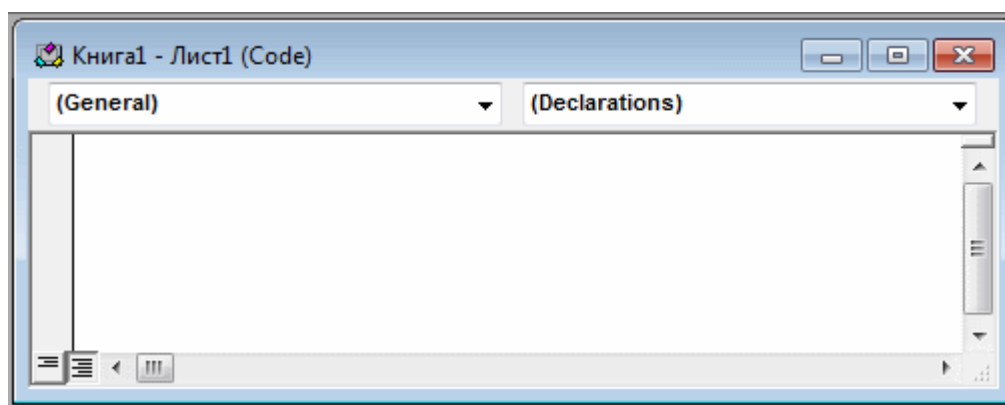 Книга1 - Лист1 (Code)
(General) (Declarations)